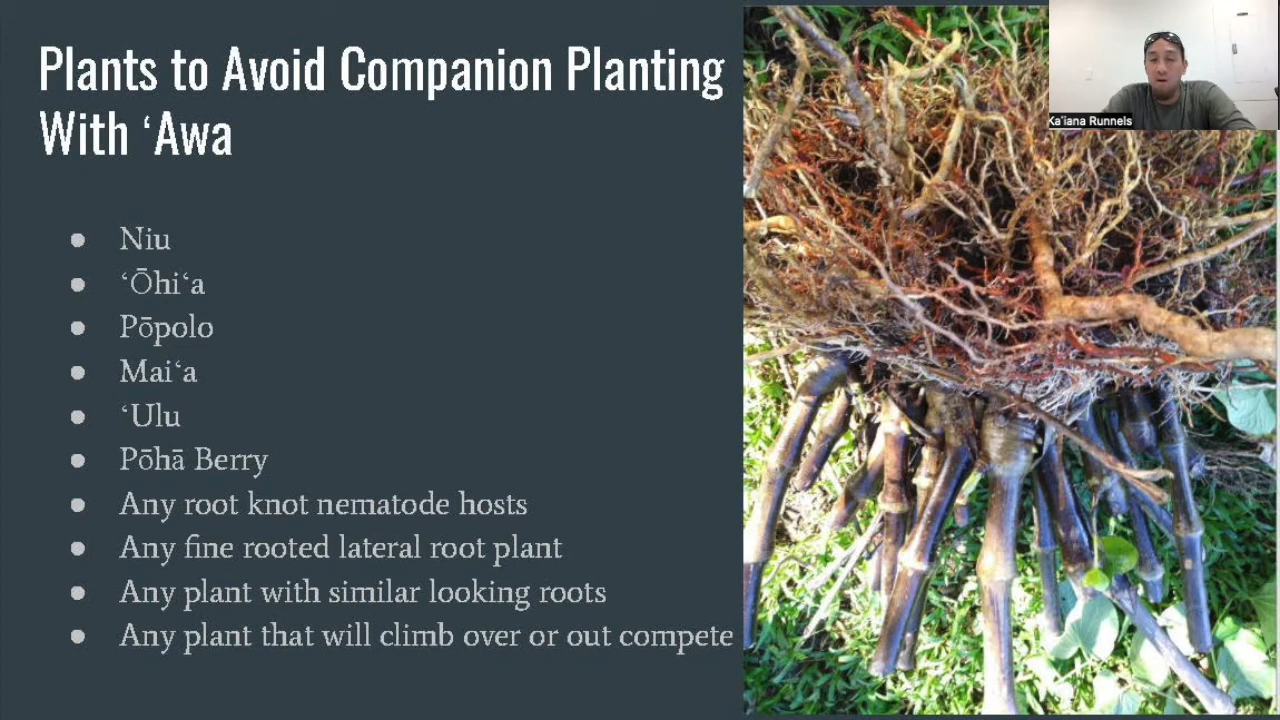 Plants to Avoid Companion Planting
With ʻAwa
Ka'iana Runnels
● Niu
● ʻŌhiʻa
● Pōpolo
● Maiʻa
● ʻUlu
● Pōhā Berry
● Any root knot nematode hosts
● Any fine rooted lateral root plant
● Any plant with similar looking roots
● Any plant that will climb over or out compete